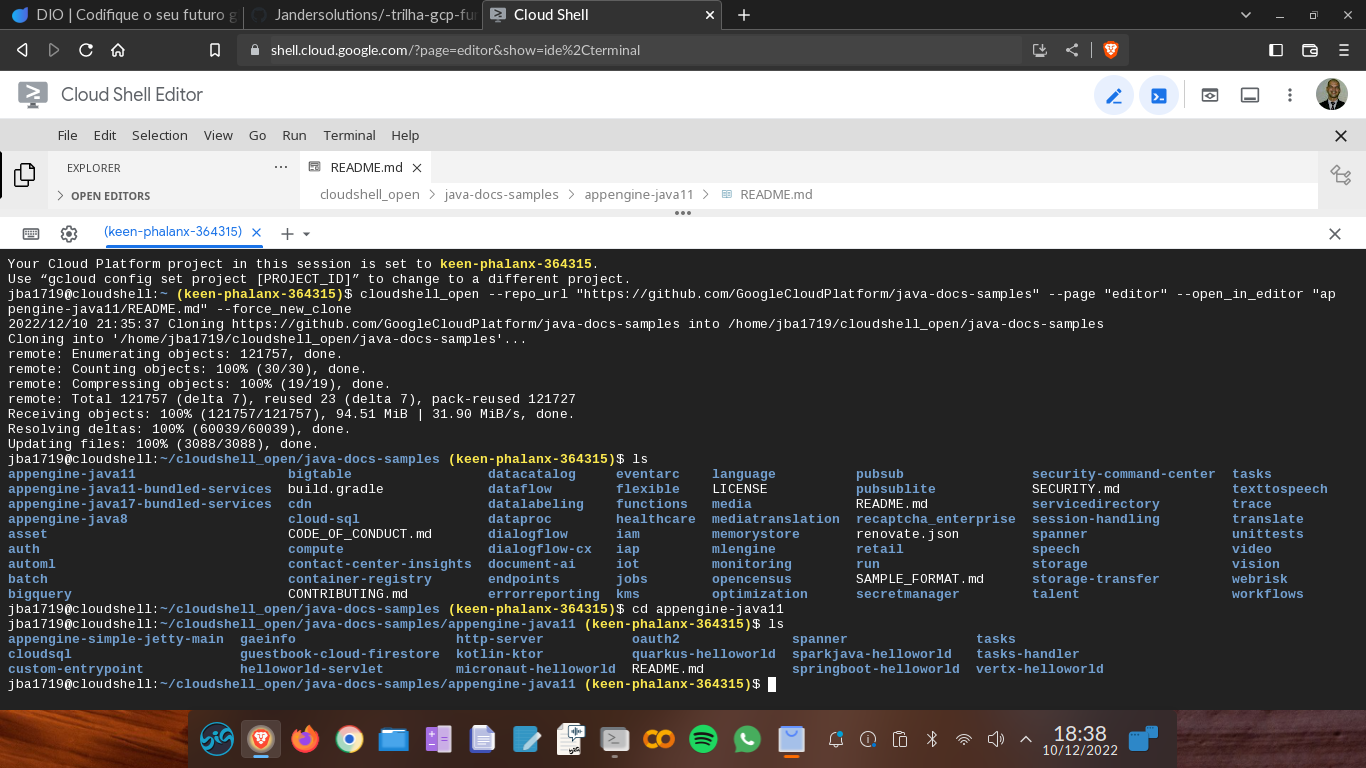 DIO | Codifique o seu futuro g
Jandersolutions/-trilha-gcp-fu
Cloud Shell
shell.cloud.google.com/?page=editor&show=ide%2Cterminal
Cloud Shell Editor
File Edit Selection View Go Run Terminal Help
EXPLORER
README.md
OPEN EDITORS
cloudshell_open > java-docs-samples > appengine-java11 > README.md
(keen-phalanx-364315)
Your Cloud Platform project in this session is set to keen-phalanx-364315.
Use “gcloud config set project [PROJECT_ID]” to change to a different project.
jba1719@cloudshell:~ (keen-phalanx-364315)$ cloudshell_open --repo_url "https://github.com/GoogleCloudPlatform/java-docs-samples" --page "editor" --open_in_editor "ap
pengine-java11/README.md" --force_new_clone
2022/12/10 21:35:37 Cloning https://github.com/GoogleCloudPlatform/java-docs-samples into /home/jba1719/cloudshell_open/java-docs-samples
Cloning into '/home/jba1719/cloudshell_open/java-docs-samples'...
remote: Enumerating objects: 121757, done.
remote: Counting objects: 100% (30/30), done.
remote: Compressing objects: 100% (19/19), done.
remote: Total 121757 (delta 7), reused 23 (delta 7), pack-reused 121727
Receiving objects: 100% (121757/121757), 94.51 MiB | 31.90 MiB/s, done.
Resolving deltas: 100% (60039/60039), done.
Updating files: 100% (3088/3088), done.
jba1719@cloudshell:~/cloudshell_open/java-docs-samples (keen-phalanx-364315)$ ls
appengine-java11 bigtable datacatalog eventarc language pubsub security-command-center tasks
appengine-java11-bundled-services build.gradle dataflow flexible LICENSE pubsublite SECURITY.md texttospeech
appengine-java17-bundled-services cdn datalabeling functions media README.md servicedirectory trace
appengine-java8 cloud-sql dataproc healthcare mediatranslation recaptcha_enterprise session-handling translate
asset CODE_OF_CONDUCT.md dialogflow iam memorystore renovate.json spanner unittests
auth compute dialogflow-cx iap mlengine retail speech video
automl contact-center-insights document-ai iot monitoring run storage vision
batch container-registry endpoints jobs opencensus SAMPLE_FORMAT.md storage-transfer webrisk
bigquery CONTRIBUTING.md errorreporting kms optimization secretmanager talent workflows
jba1719@cloudshell:~/cloudshell_open/java-docs-samples (keen-phalanx-364315)$ cd appengine-java11
jba1719@cloudshell:~/cloudshell_open/java-docs-samples/appengine-java11 (keen-phalanx-364315)$ ls
appengine-simple-jetty-main gaeinfo http-server oauth2 spanner tasks
cloudsql guestbook-cloud-firestore kotlin-ktor quarkus-helloworld sparkjava-helloworld tasks-handler
custom-entrypoint helloworld-servlet micronaut-helloworld README.md springboot-helloworld vertx-helloworld
jba1719@cloudshell:~/cloudshell_open/java-docs-samples/appengine-java11 (keen-phalanx-364315)$
18:38
10/12/2022